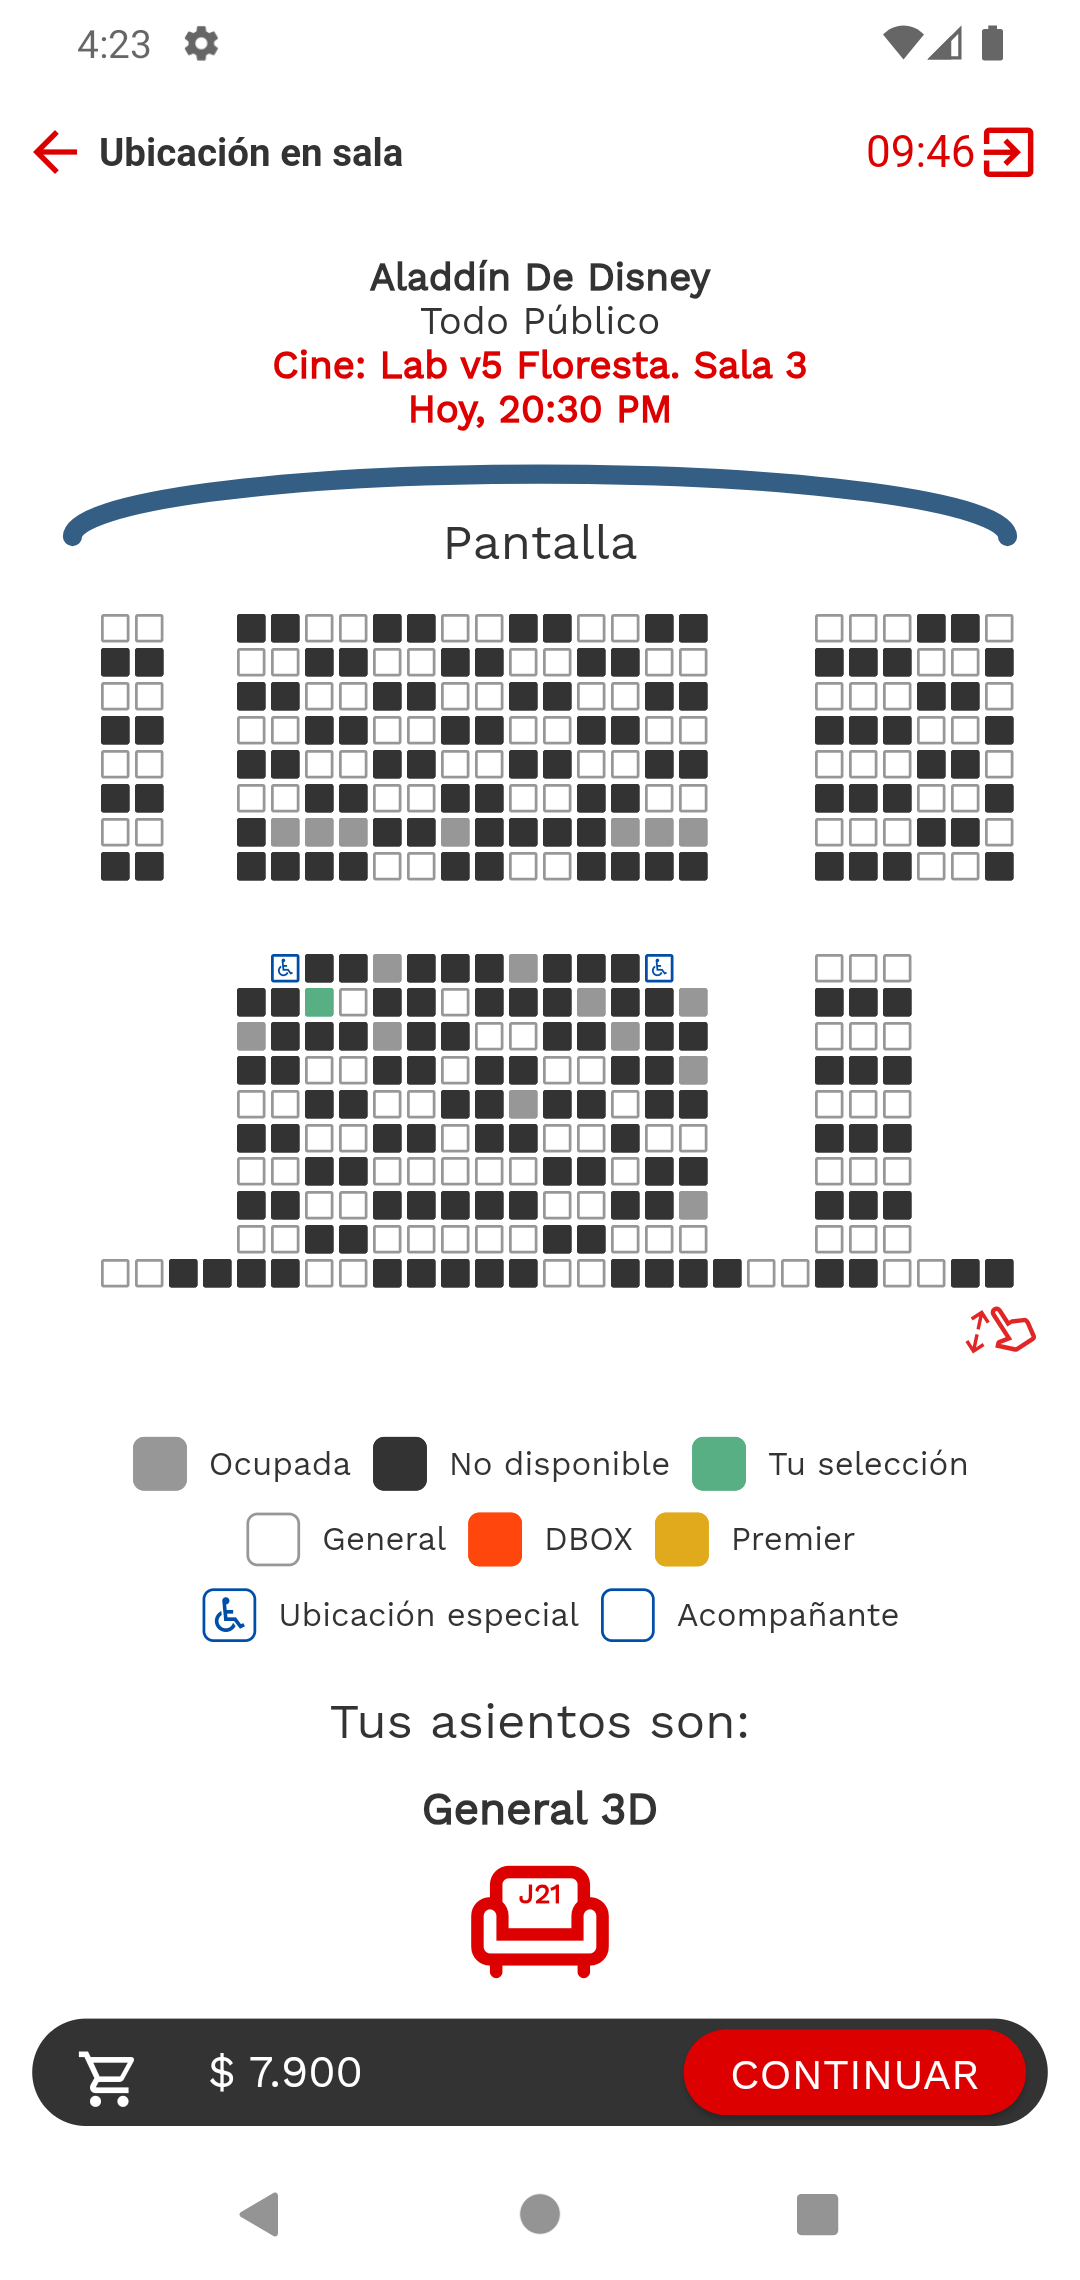 4:23
Ubicación en sala
09:46
Aladdín De Disney
Todo Público
Cine: Lab v5 Floresta. Sala 3
Hoy, 20:30 PM
Pantalla
Ocupada No disponible Tu selección
General DBOX Premier
Ubicación especial Acompañante
Tus asientos son:
General 3D
J21
$ 7.900 CONTINUAR